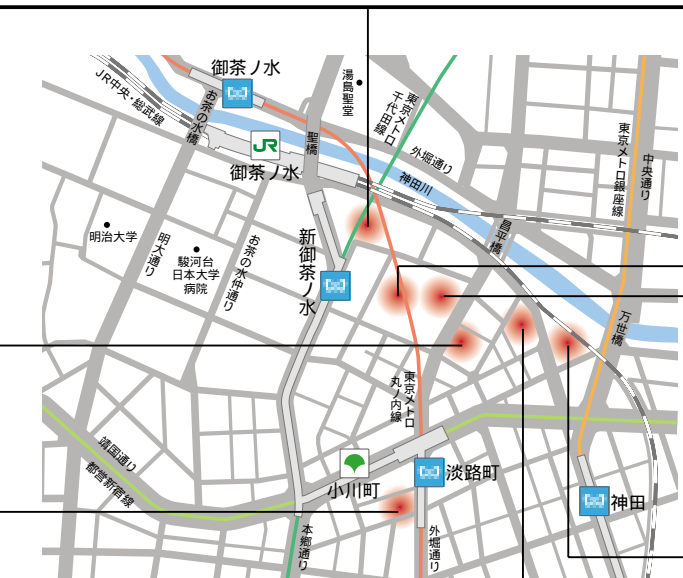 御茶ノ水
湯島聖堂
東京メトロ
千代田線
JR中央・総武線
お茶の水橋
聖橋
外堀通り
東京メトロ銀座線
中央通り
JR
御茶ノ水
神田川
昌平橋
明治大学
明大通り
駿河台
日本大学
病院
お茶の水仲通り
新御茶ノ水
万世橋
東京メトロ
丸ノ内線
靖国通り
都営新宿線
小川町
淡路町
神田
本郷通り
外堀通り